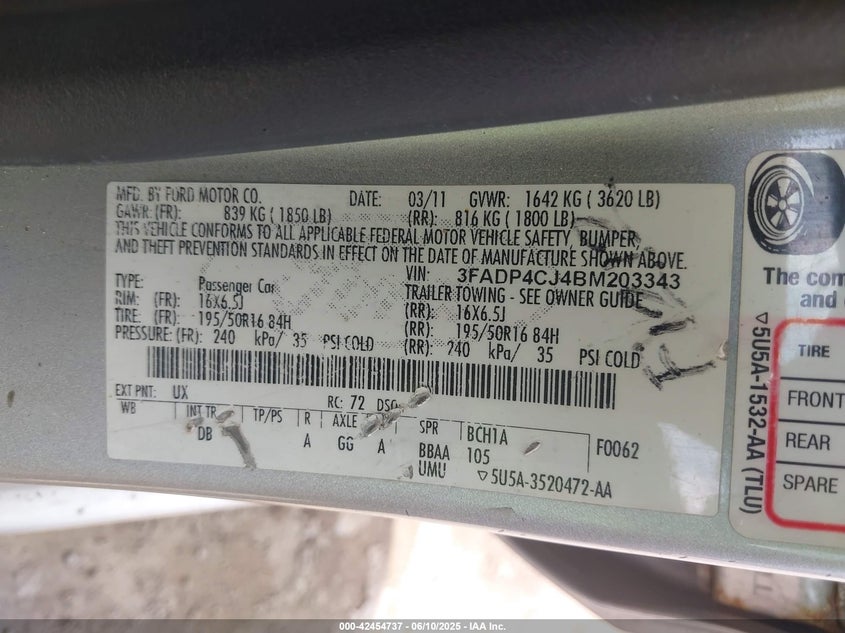 MFD. BY FORD MOTOR CO. DATE: 03/11 GVWR: 1642 KG ( 3620 LB)
GAWR: (FR): 839 KG ( 1850 LB) (RR): 816 KG ( 1800 LB)
THIS VEHICLE CONFORMS TO ALL APPLICABLE FEDERAL MOTOR VEHICLE SAFETY, BUMPER
AND THEFT PREVENTION STANDARDS IN EFFECT ON THE DATE OF MANUFACTURE SHOWN ABOVE.
VIN: 3FADP4CJ4BM203343
TYPE: Passenger Car TRAILER TOWING - SEE OWNER GUIDE
RIM: (FR): 16X6.5J (RR): 16X6.5J
TIRE: (FR): 195/50R16 84H (RR): 195/50R16 84H
PRESSURE: (FR): 240 kPa/ 35 PSI COLD (RR): 240 kPa/ 35 PSI COLD
EXT PNT: UX RC: 72 DSO:
WB INT TR TP/PS R AXLE SPR BCH1A F0062
DB A GG A BBAA 105
UMU ▽5U5A-3520472-AA
The com
and
▽5U5A-1532-AA (TLU)
TIRE
FRONT
REAR
SPARE
000-42454737 - 06/10/2025 - IAA Inc.